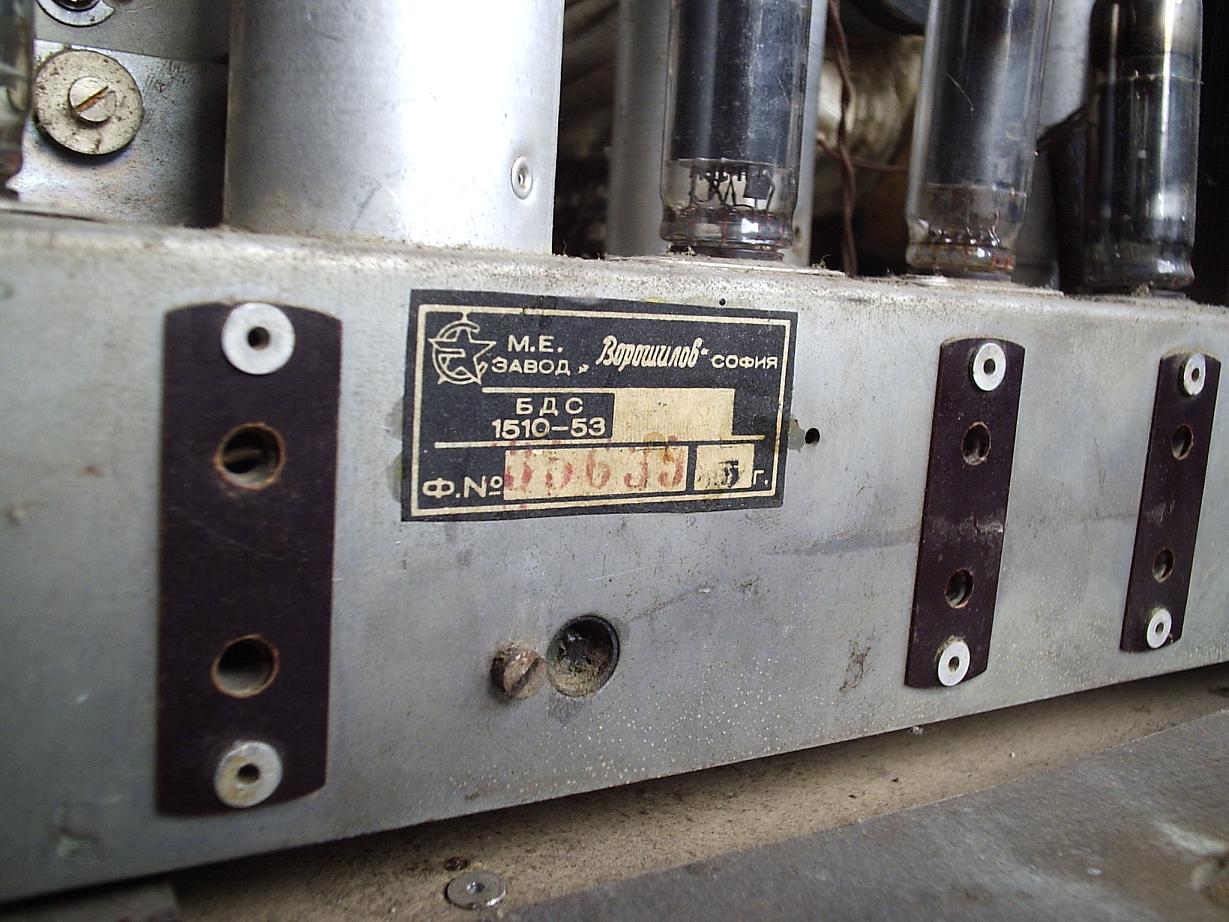 М.Е.
ЗАВОД „Ворошилов“ СОФИЯ
БДС
1510–53
Ф.№ г.